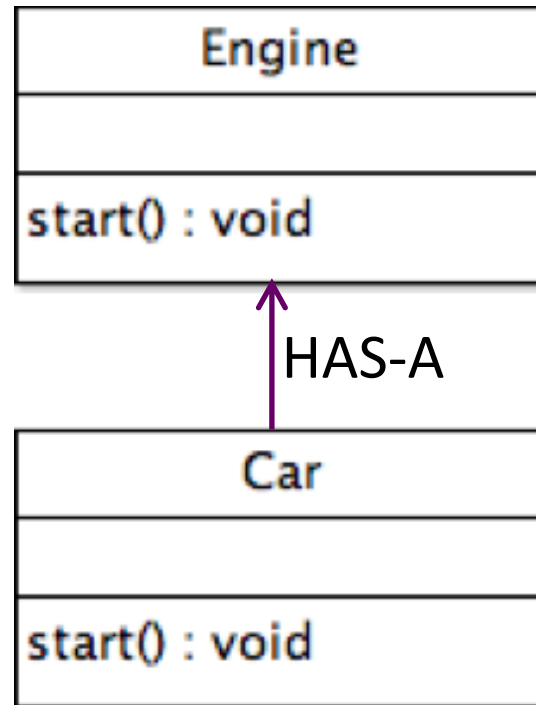 Engine
start() : void
HAS-A
Car
start() : void